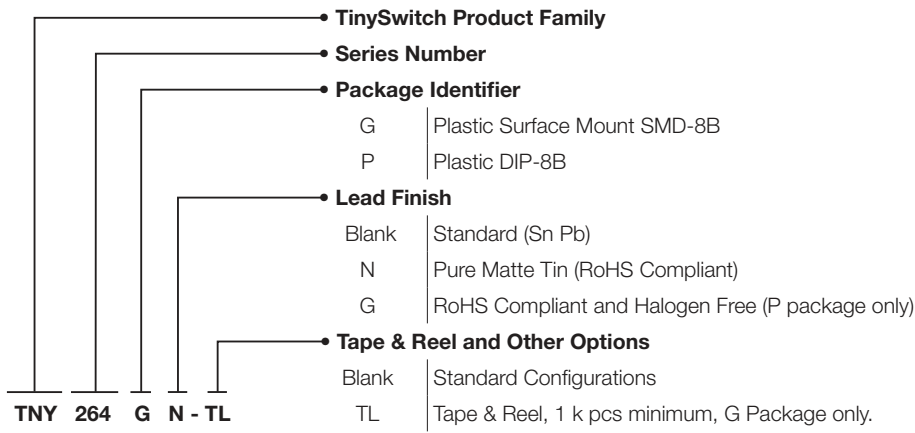 TinySwitch Product Family
Series Number
Package Identifier
G Plastic Surface Mount SMD-8B
P Plastic DIP-8B
Lead Finish
Blank Standard (Sn Pb)
N Pure Matte Tin (RoHS Compliant)
G RoHS Compliant and Halogen Free (P package only)
Tape & Reel and Other Options
Blank Standard Configurations
TNY 264 G N - TL TL Tape & Reel, 1 k pcs minimum, G Package only.